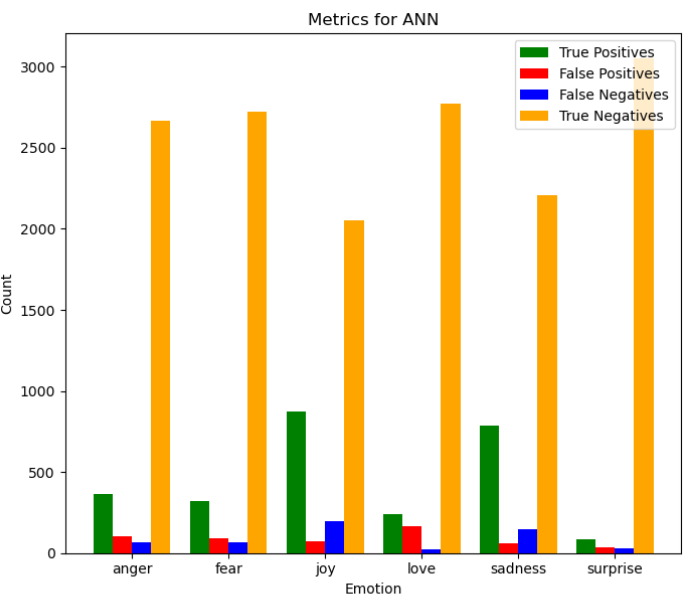 Metrics for ANN
True Positives
False Positives
False Negatives
True Negatives
3000
2500
2000
1500
1000
500
0
Count
anger fear joy love sadness surprise
Emotion